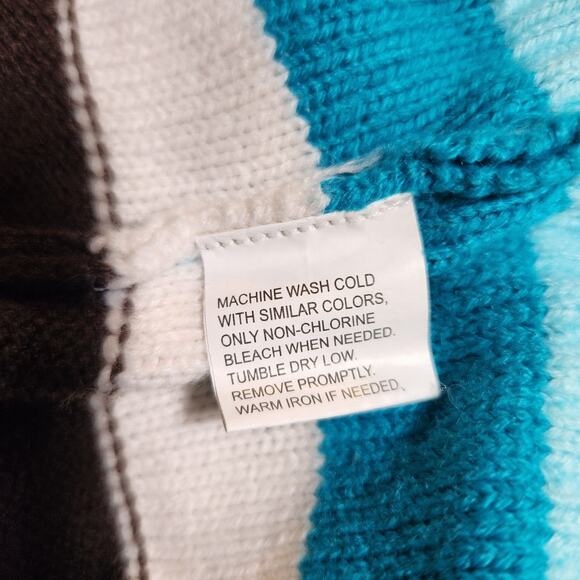 MACHINE WASH COLD
WITH SIMILAR COLORS,
ONLY NON-CHLORINE
BLEACH WHEN NEEDED.
TUMBLE DRY LOW.
REMOVE PROMPTLY.
WARM IRON IF NEEDED、